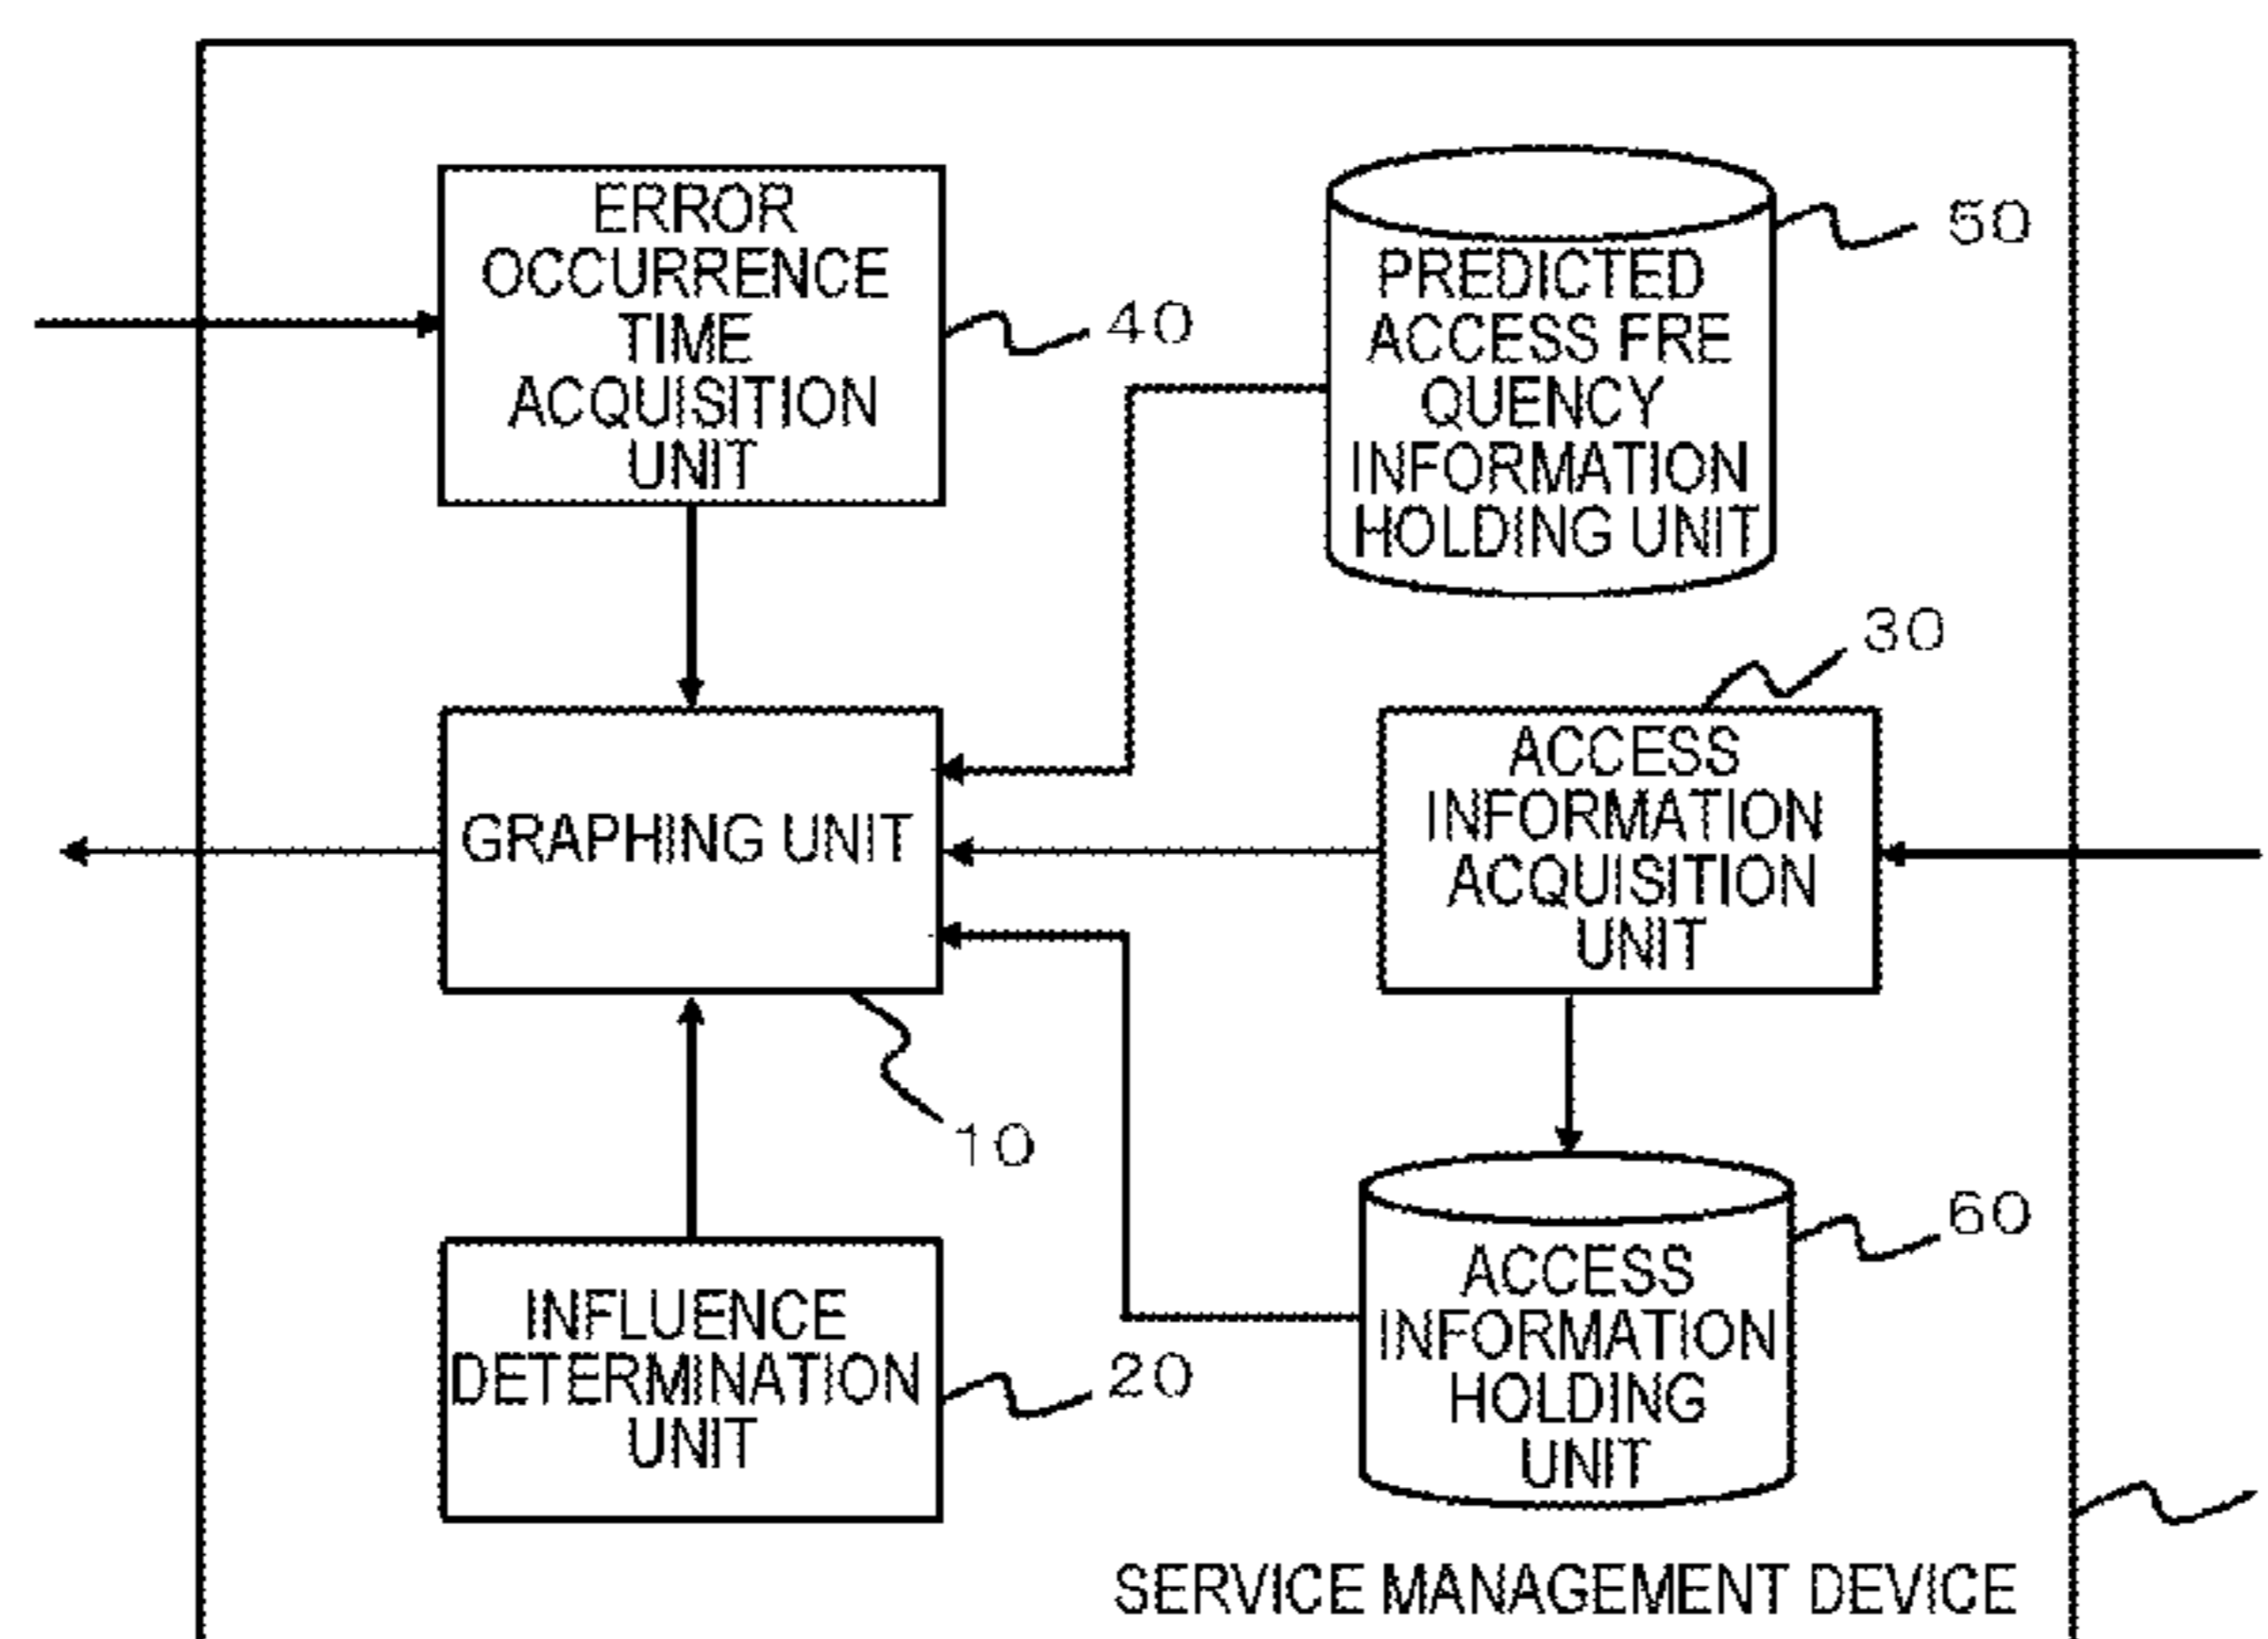 ERROR
OCCURRENCE
TIME
ACQUISITION
UNIT
40
PREDICTED
ACCESS FRE
QUENCY
INFORMATION
HOLDING UNIT
50
30
GRAPHING UNIT
10
ACCESS
INFORMATION
ACQUISITION
UNIT
INFLUENCE
DETERMINATION
UNIT
20
ACCESS
INFORMATION
HOLDING
UNIT
60
SERVICE MANAGEMENT DEVICE